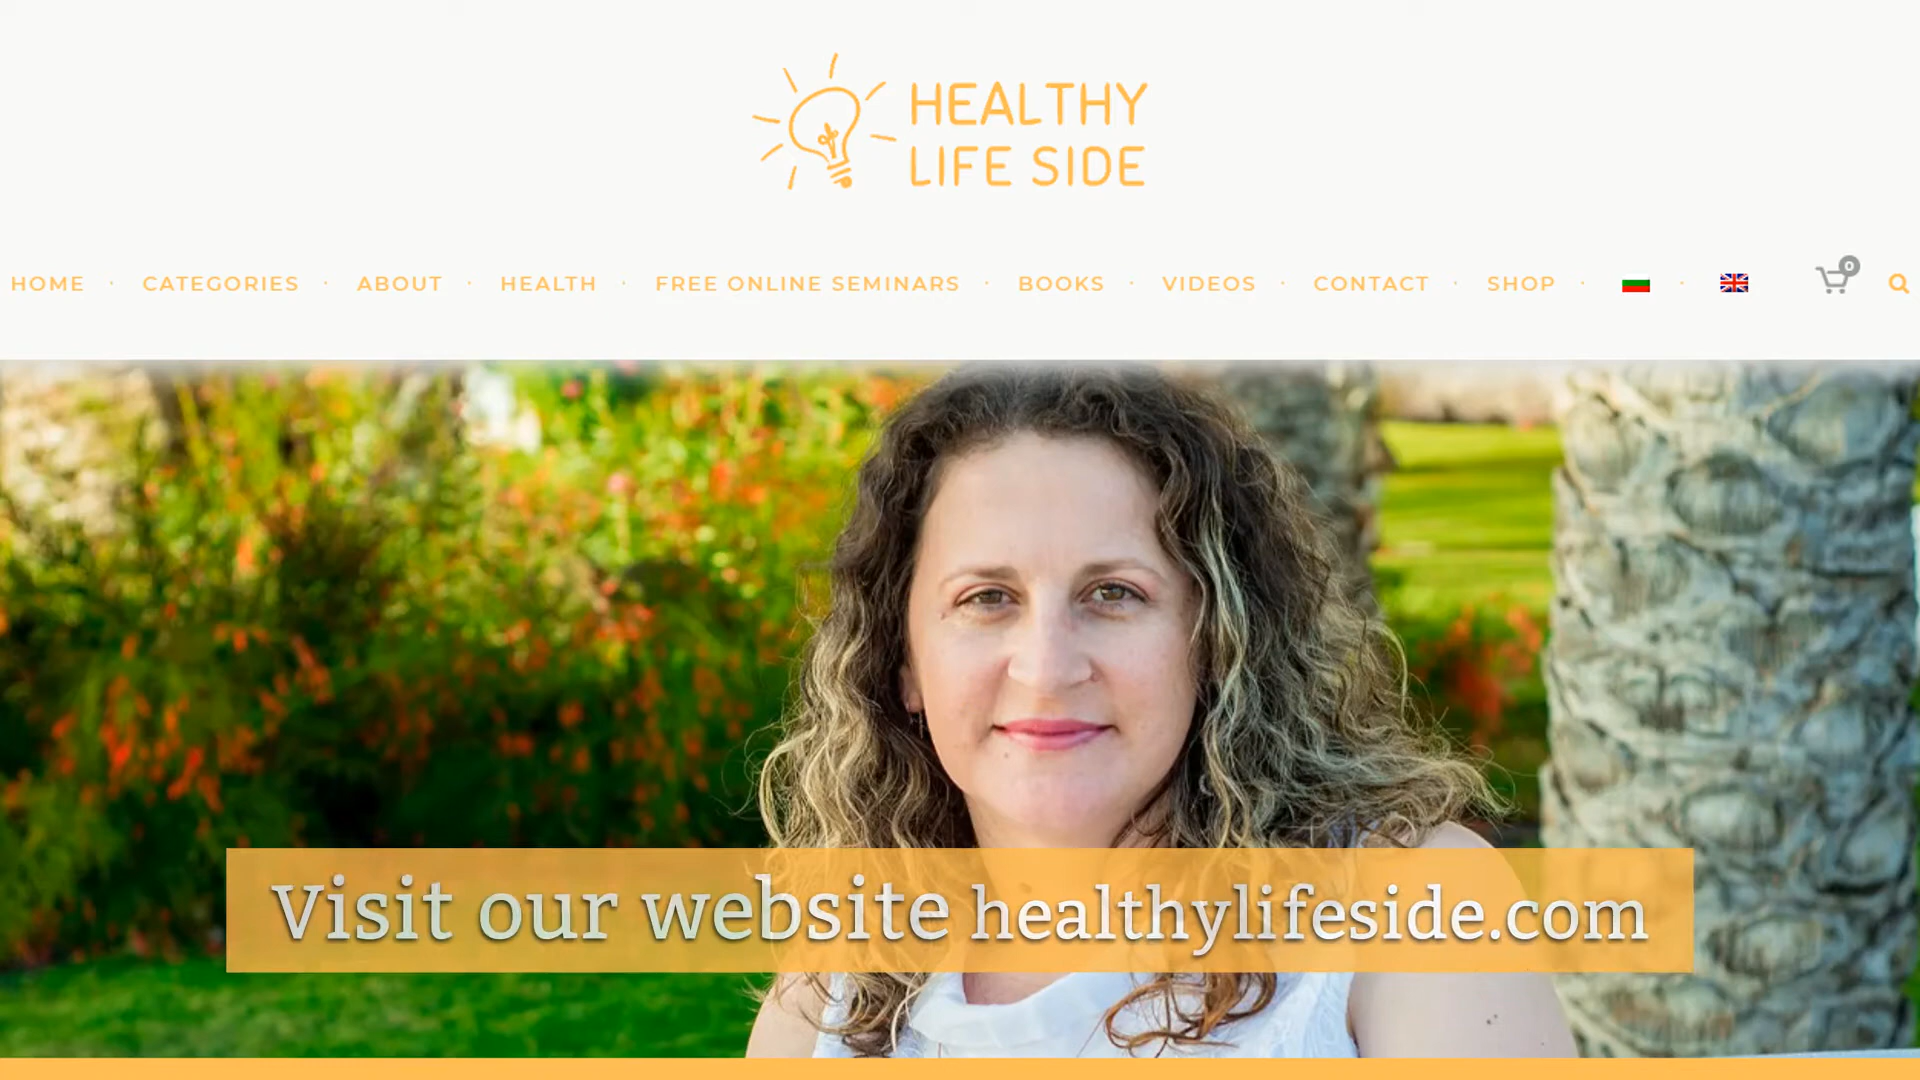 HEALTHY
LIFE SIDE
HOME · CATEGORIES · ABOUT · HEALTH · FREE ONLINE SEMINARS · BOOKS · VIDEOS · CONTACT · SHOP · · 0
Visit our website healthylifeside.com